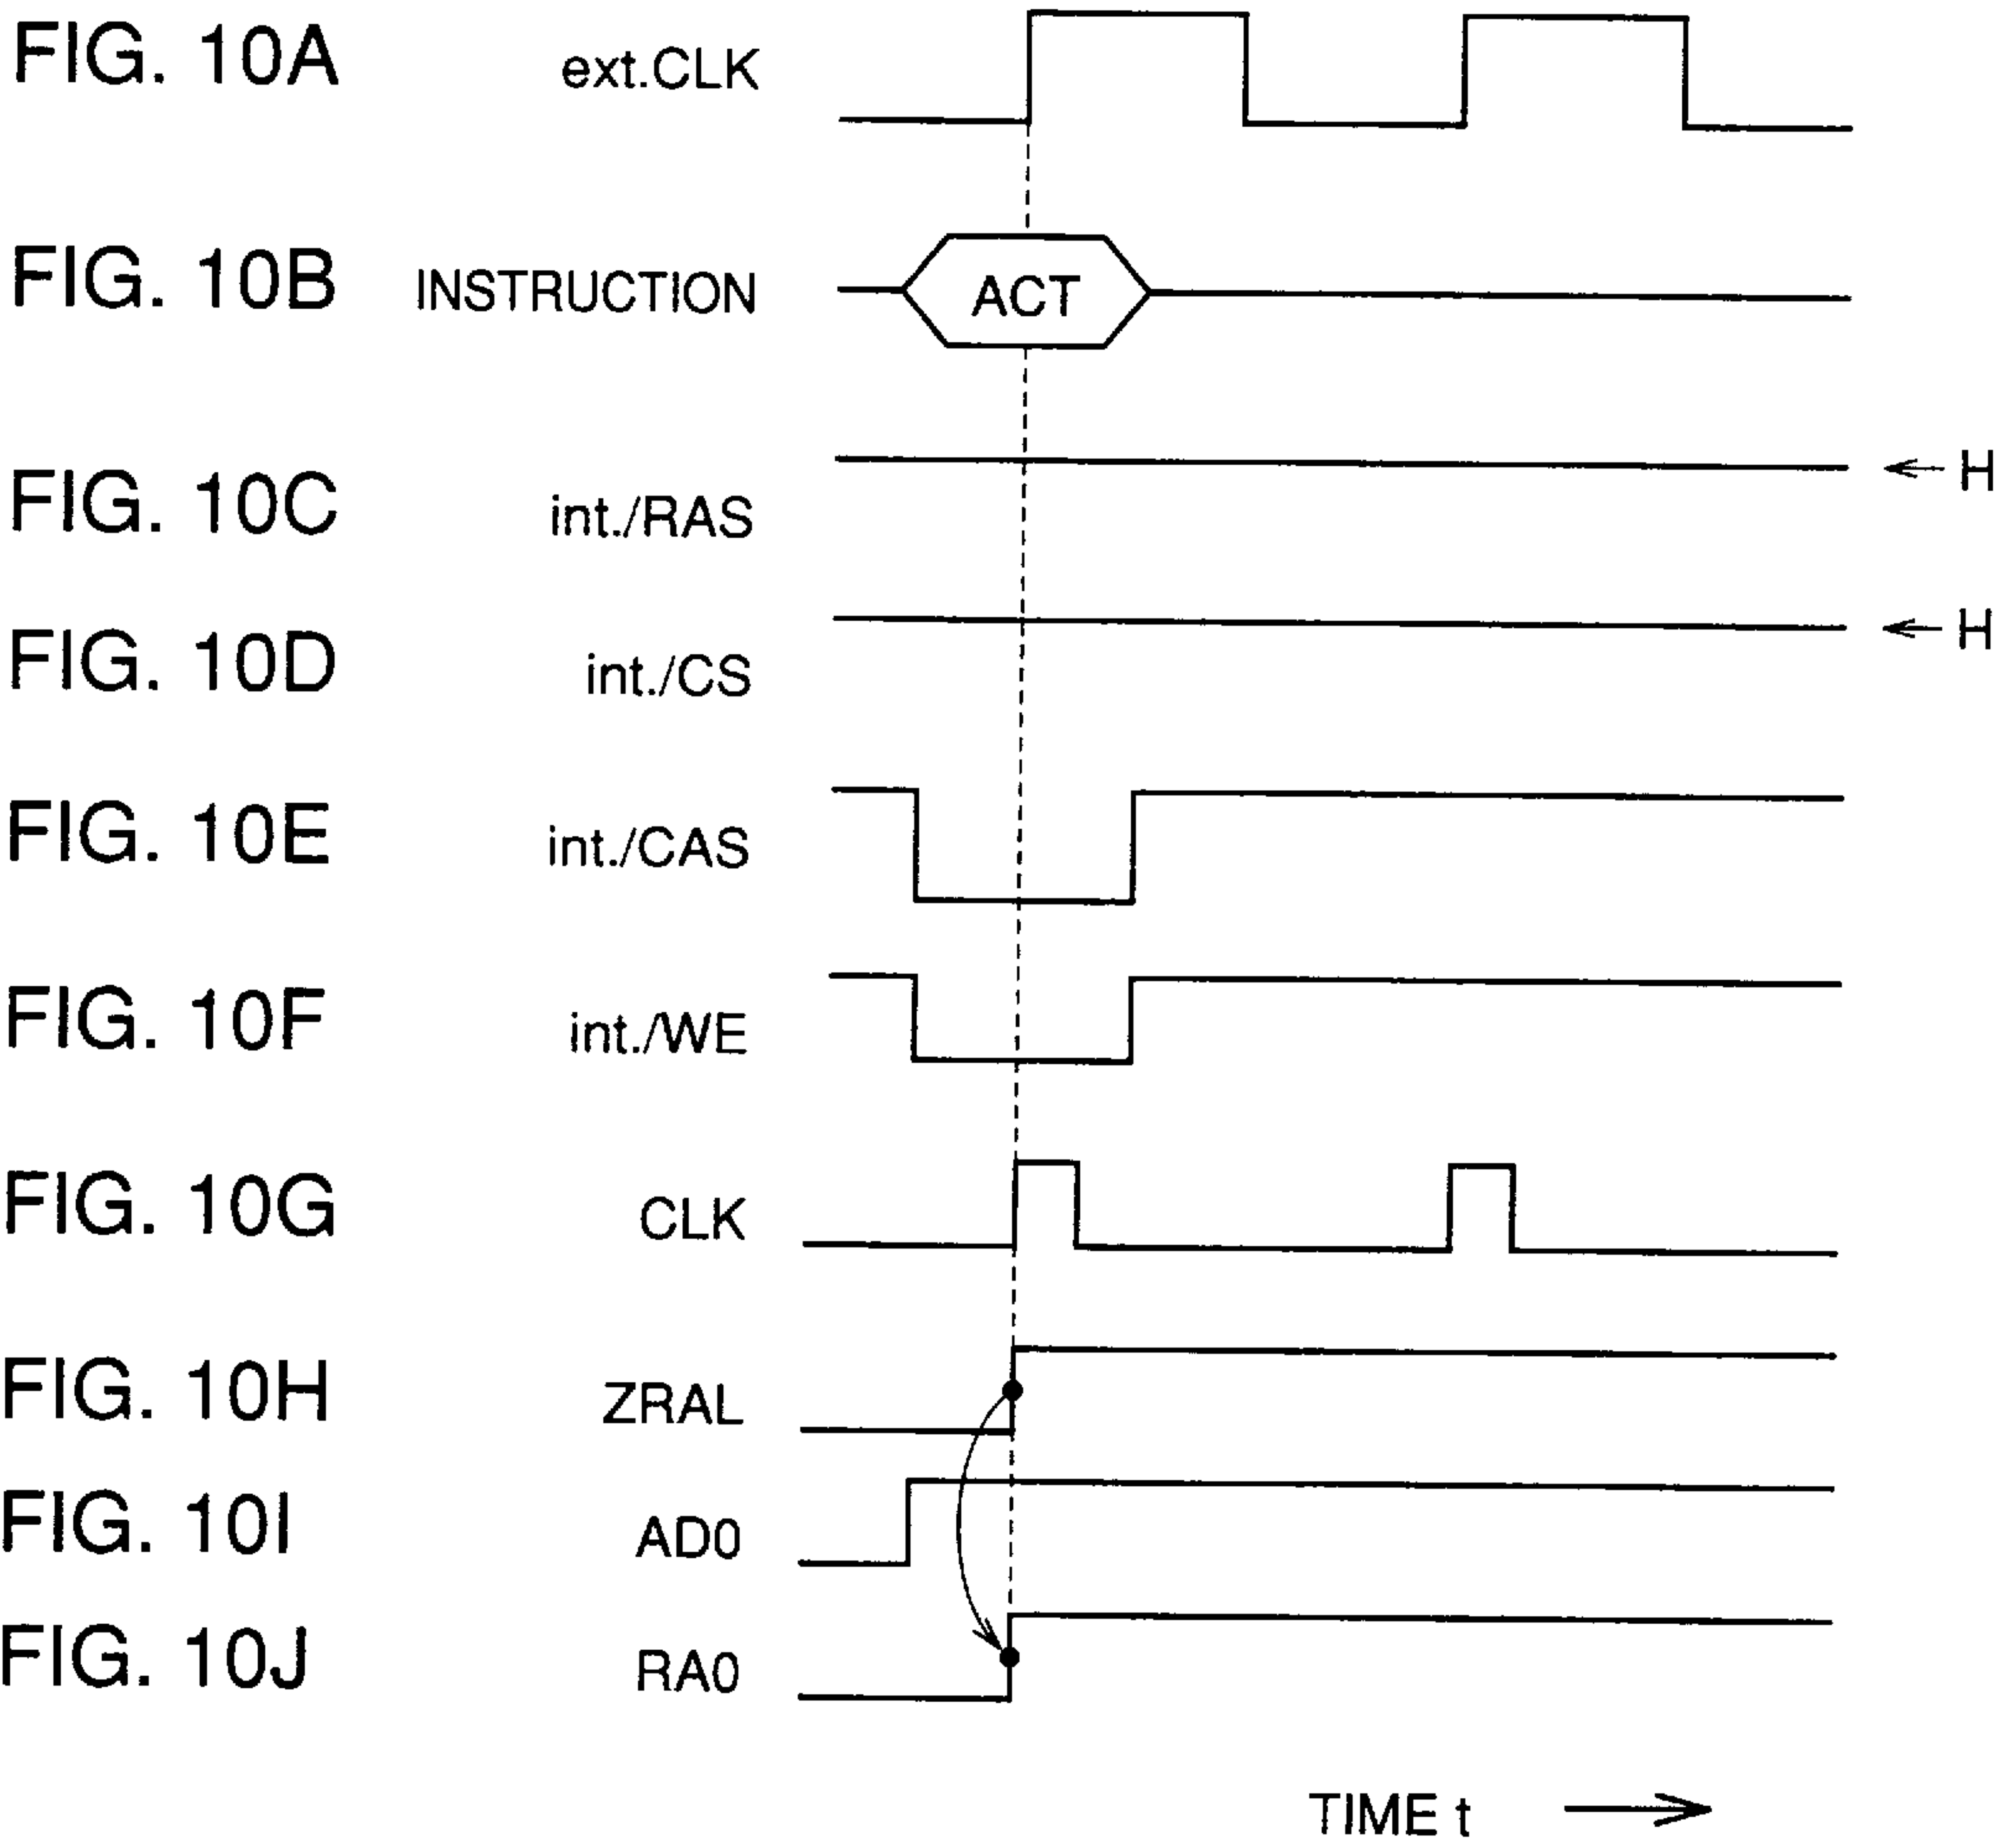 FIG. 10A ext.CLK
FIG. 10B INSTRUCTION ACT
FIG. 10C int./RAS H
FIG. 10D int./CS H
FIG. 10E int./CAS
FIG. 10F int./WE
FIG. 10G CLK
FIG. 10H ZRAL
FIG. 10I AD0
FIG. 10J RA0
TIME t